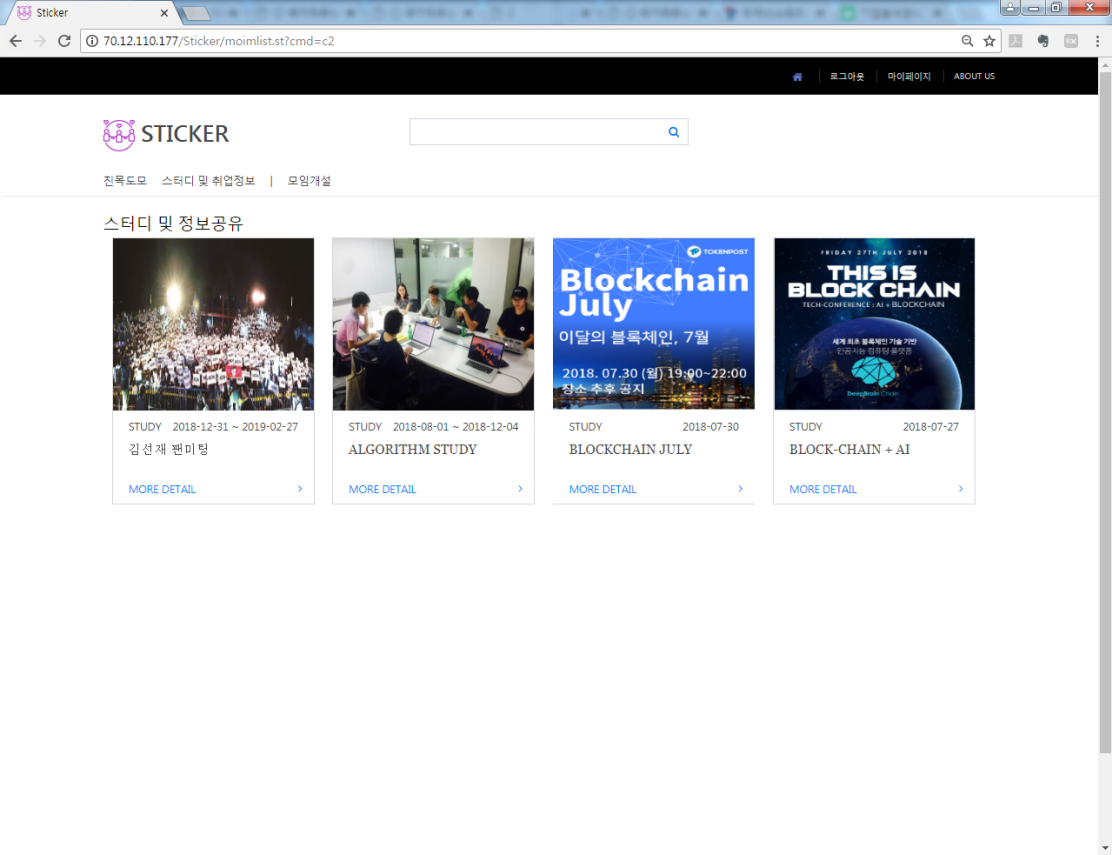 Sticker
70.12.110.177/Sticker/moimlist.st?cmd=c2
로그아웃 마이페이지 ABOUT US
STICKER
친목도모 스터디 및 취업정보 | 모임개설
스터디 및 정보공유
TOKENPOST
Blockchain
July
이달의 블록체인, 7월
2018. 07.30 (월) 19:00~22:00
장소 추후 공지
FRIDAY 27TH JULY 2018
THIS IS
BLOCK CHAIN
TECH-CONFERENCE : AI + BLOCKCHAIN
세계 최초 블록체인 기술 기반
인공지능 컴퓨팅 플랫폼
DeepBrain Chain
STUDY 2018-12-31 ~ 2019-02-27
김선재 팬미팅
MORE DETAIL >
STUDY 2018-08-01 ~ 2018-12-04
ALGORITHM STUDY
MORE DETAIL >
STUDY 2018-07-30
BLOCKCHAIN JULY
MORE DETAIL >
STUDY 2018-07-27
BLOCK-CHAIN + AI
MORE DETAIL >